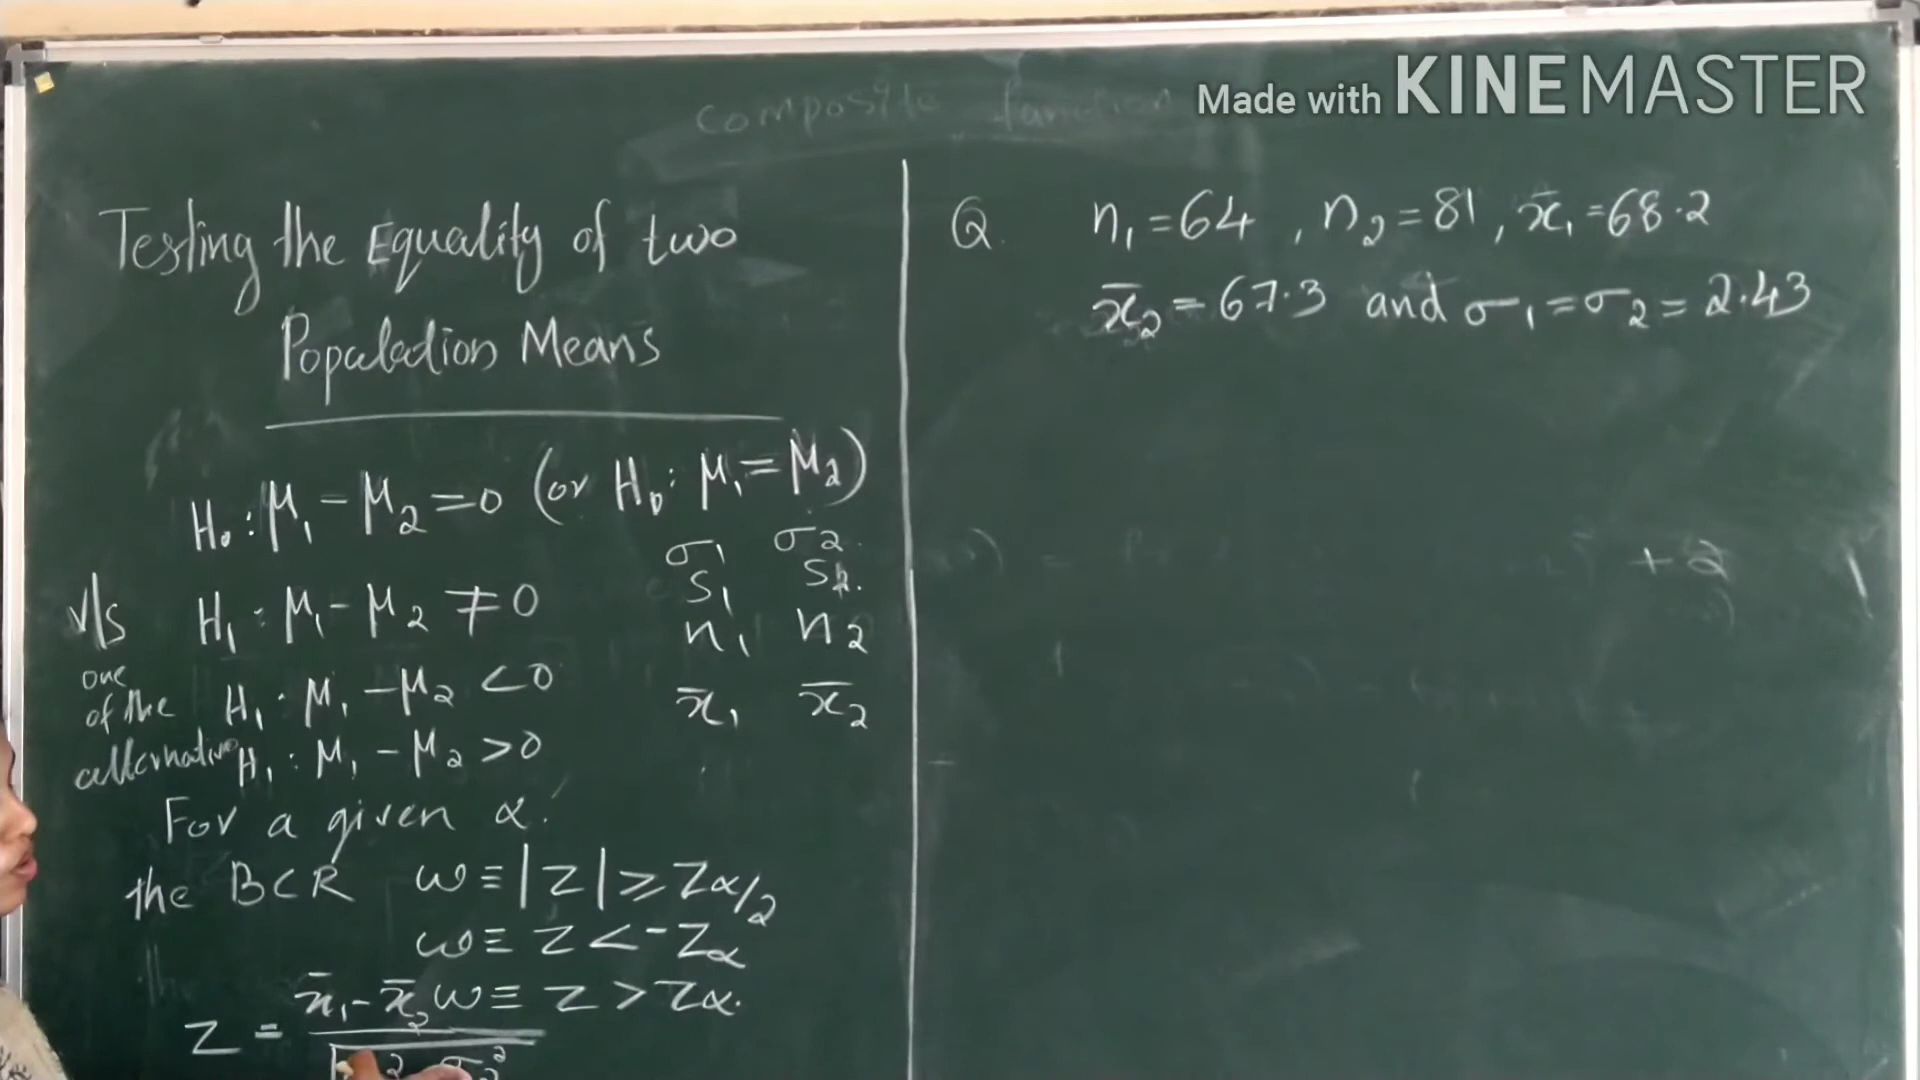 Made with KINEMASTER
Composite function
Testing the Equality of two
Population Means
H₀ : μ₁ - μ₂ = 0 (or H₀ : μ₁ = μ₂)
σ₁ σ₂
S₁ S₂.
v/s H₁ : μ₁ - μ₂ ≠ 0
n₁ n₂
one
of the H₁ : μ₁ - μ₂ < 0
x̄₁ x̄₂
alternative H₁ : μ₁ - μ₂ > 0
For a given α.
the BCR ω ≡ |Z| ≥ Zα/2
ω ≡ Z < -Zα
ω ≡ Z > Zα.
Z = x̄₁ - x̄₂
Q. n₁ = 64 , n₂ = 81 , x̄₁ = 68.2
x̄₂ = 67.3 and σ₁ = σ₂ = 2.43
+ 2